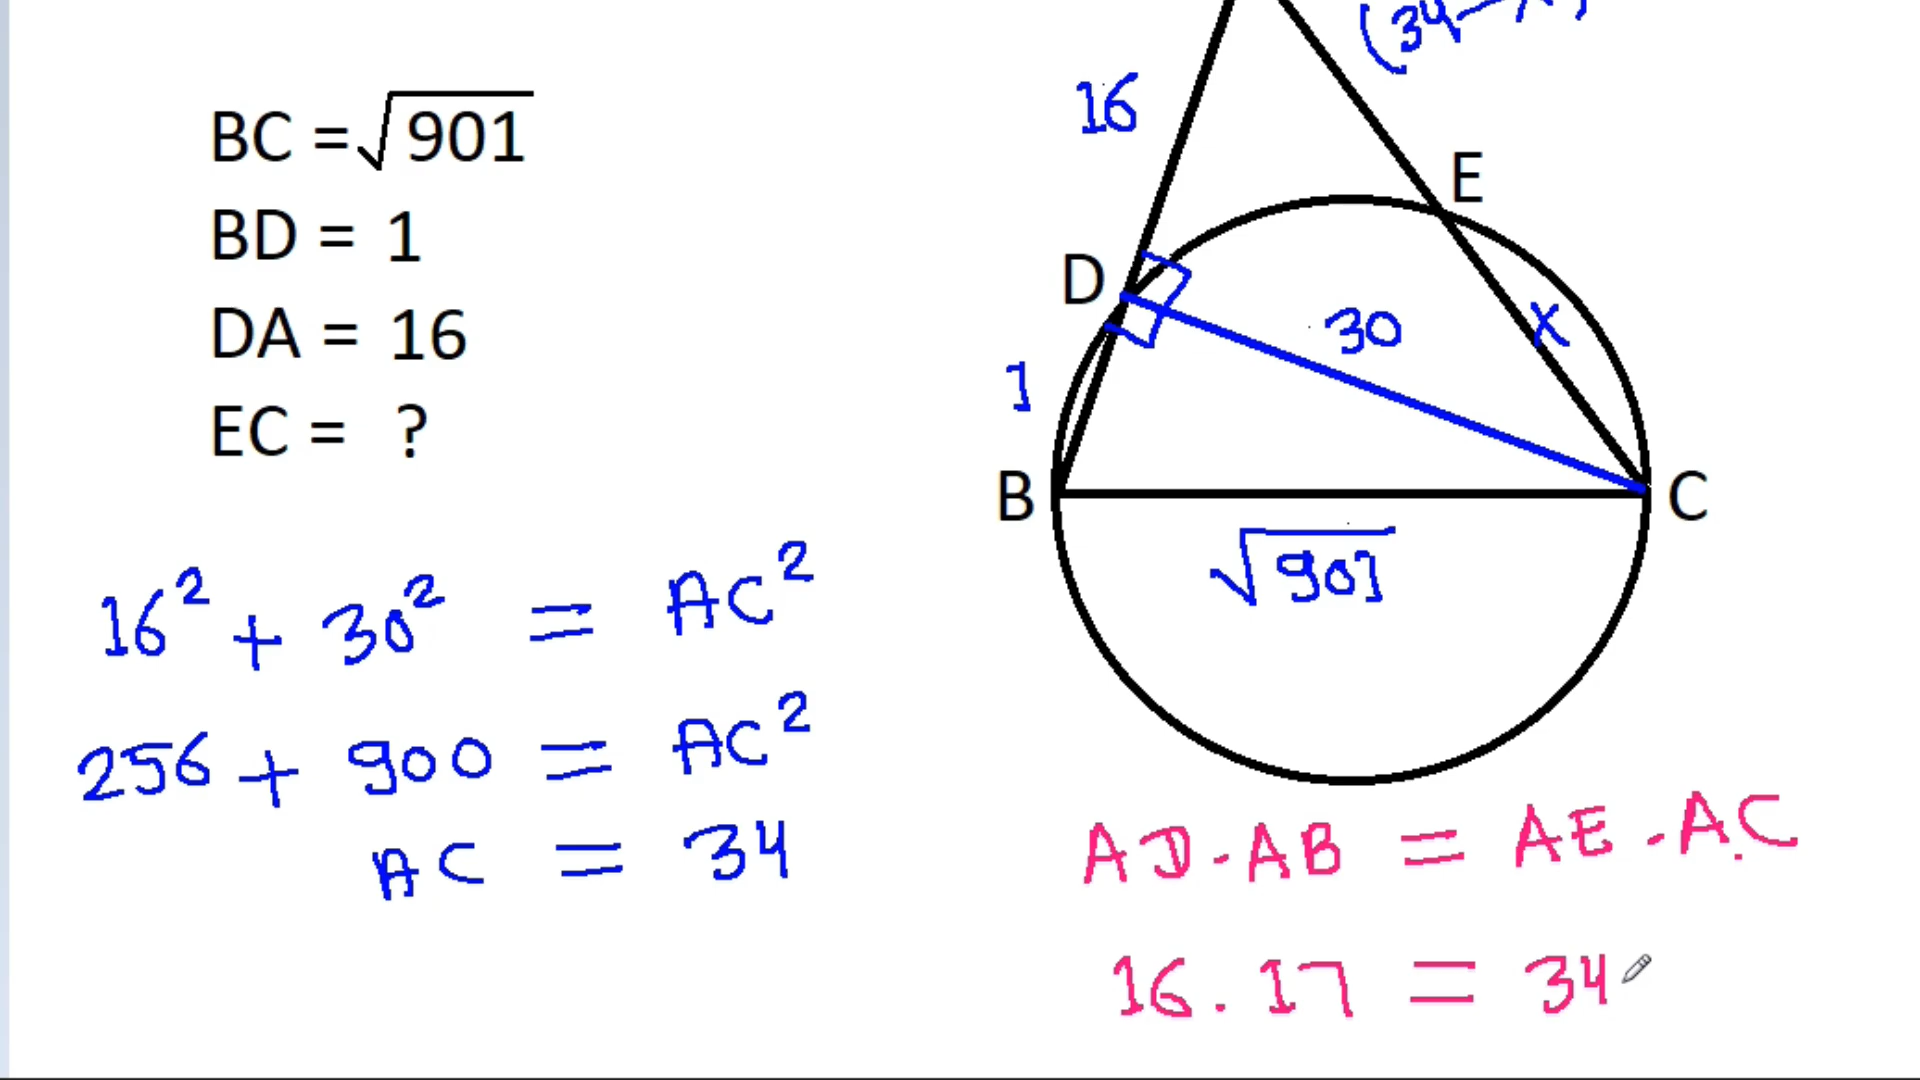 BC = √901
BD = 1
DA = 16
EC = ?
16² + 30² = AC²
256 + 900 = AC²
AC = 34
16
E
D
30
x
1
B
C
√901
AD.AB = AE.AC
16.17 = 34